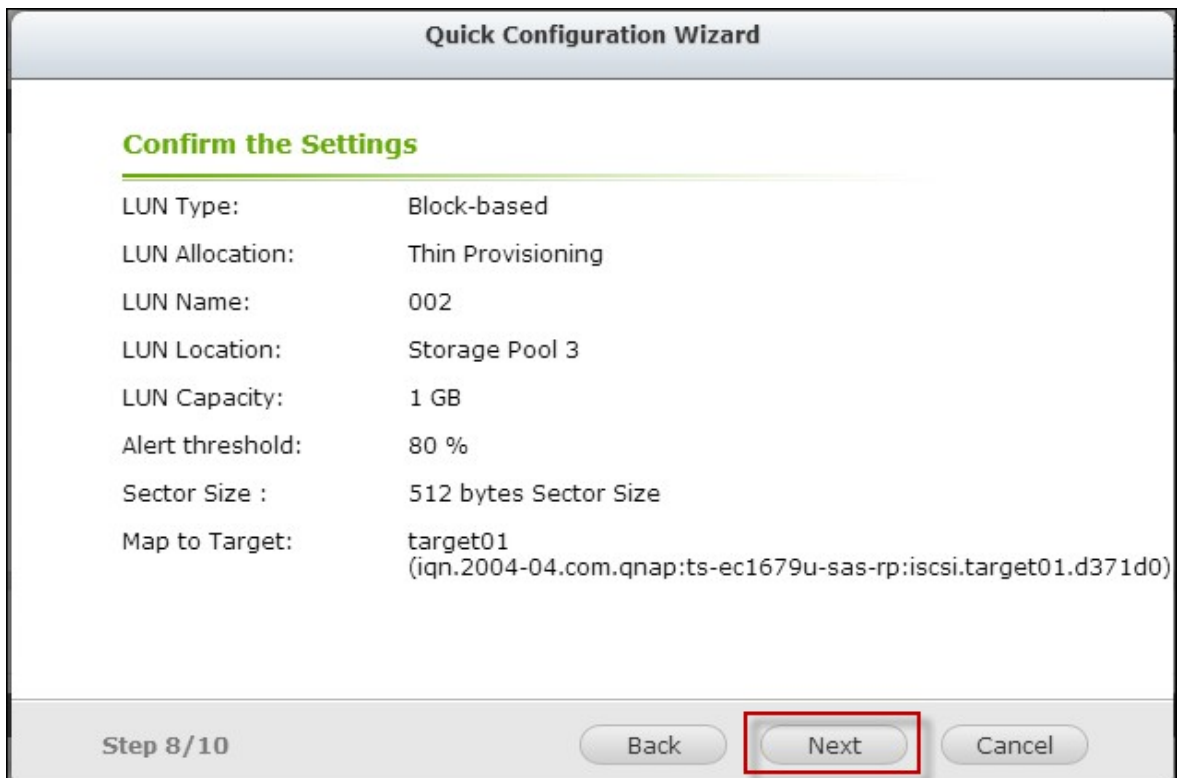 Quick Configuration Wizard
Confirm the Settings
LUN Type: Block-based
LUN Allocation: Thin Provisioning
LUN Name: 002
LUN Location: Storage Pool 3
LUN Capacity: 1 GB
Alert threshold: 80 %
Sector Size : 512 bytes Sector Size
Map to Target: target01
(iqn.2004-04.com.qnap:ts-ec1679u-sas-rp:iscsi.target01.d371d0)
Step 8/10 Back Next Cancel